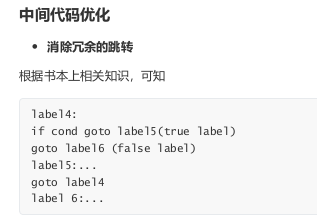 中间代码优化
• 消除冗余的跳转
根据书本上相关知识，可知
label4:
if cond goto label5(true label)
goto label6 (false label)
label5:...
goto label4
label 6:...